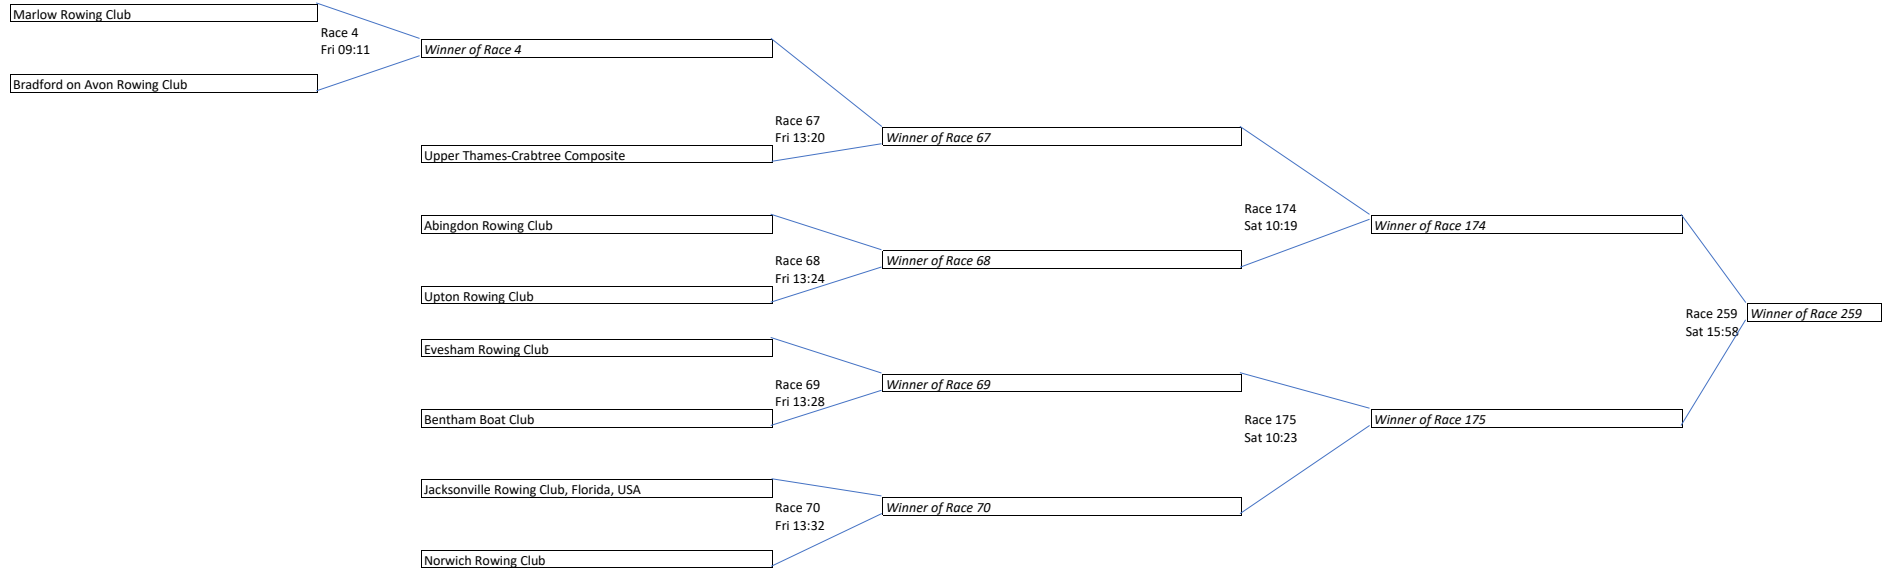 Marlow Rowing Club
Race 4
Fri 09:11
Winner of Race 4
Bradford on Avon Rowing Club
Race 67
Fri 13:20
Winner of Race 67
Upper Thames-Crabtree Composite
Abingdon Rowing Club
Race 174
Sat 10:19
Winner of Race 174
Race 68
Fri 13:24
Winner of Race 68
Upton Rowing Club
Race 259
Sat 15:58
Winner of Race 259
Evesham Rowing Club
Race 69
Fri 13:28
Winner of Race 69
Bentham Boat Club
Race 175
Sat 10:23
Winner of Race 175
Jacksonville Rowing Club, Florida, USA
Race 70
Fri 13:32
Winner of Race 70
Norwich Rowing Club